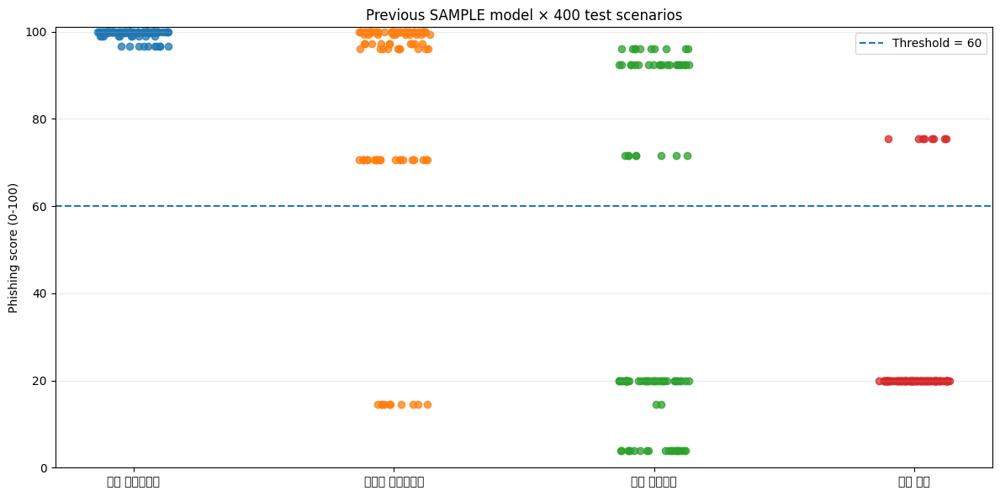 Previous SAMPLE model × 400 test scenarios
Threshold = 60
Phishing score (0-100)
100
80
60
40
20
0